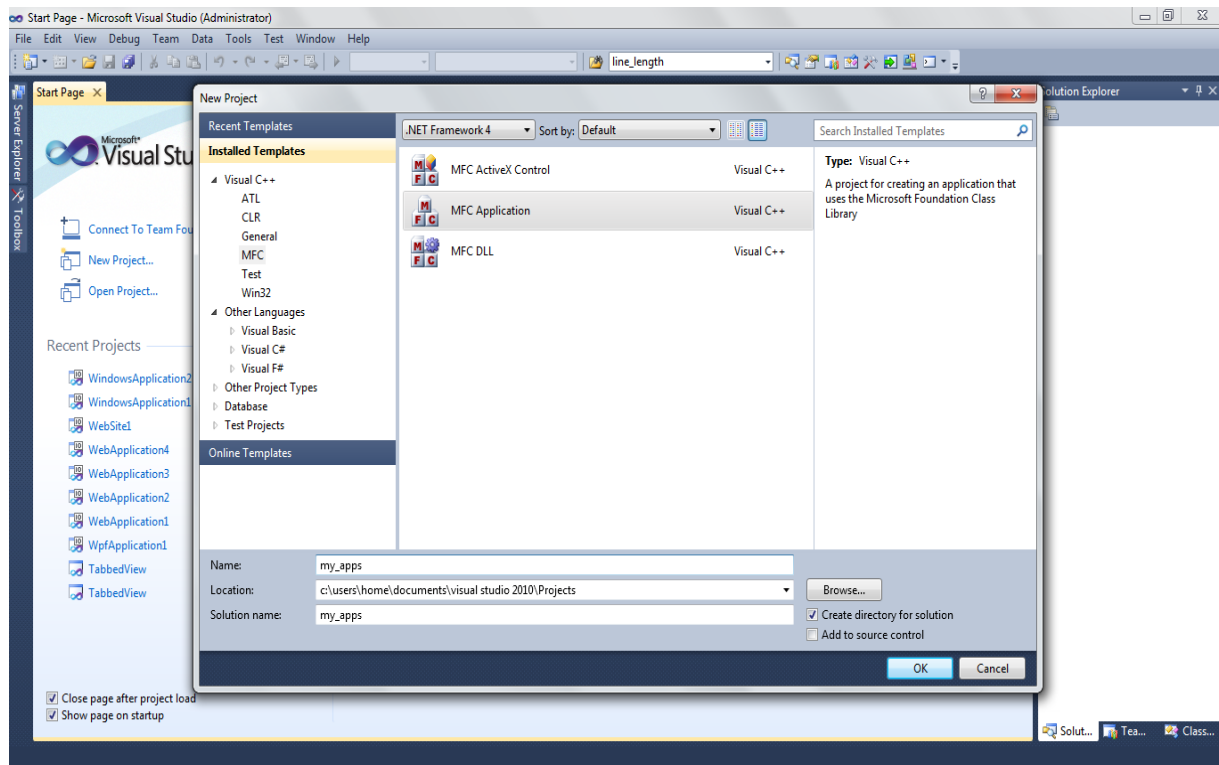 Start Page - Microsoft Visual Studio (Administrator)
File Edit View Debug Team Data Tools Test Window Help
line_length
Server Explorer
Toolbox
Start Page
Microsoft
Visual Stu
Connect To Team Fou
New Project...
Open Project...
Recent Projects
WindowsApplication2
WindowsApplication1
WebSite1
WebApplication4
WebApplication3
WebApplication2
WebApplication1
WpfApplication1
TabbedView
TabbedView
Close page after project load
Show page on startup
New Project
Recent Templates
Installed Templates
Visual C++
ATL
CLR
General
MFC
Test
Win32
Other Languages
Visual Basic
Visual C#
Visual F#
Other Project Types
Database
Test Projects
Online Templates
.NET Framework 4 Sort by: Default
MFC ActiveX Control Visual C++
MFC Application Visual C++
MFC DLL Visual C++
Search Installed Templates
Type: Visual C++
A project for creating an application that
uses the Microsoft Foundation Class
Library
Name: my_apps
Location: c:\users\home\documents\visual studio 2010\Projects
Browse...
Solution name: my_apps
Create directory for solution
Add to source control
OK Cancel
olution Explorer
Solut... Tea... Class...